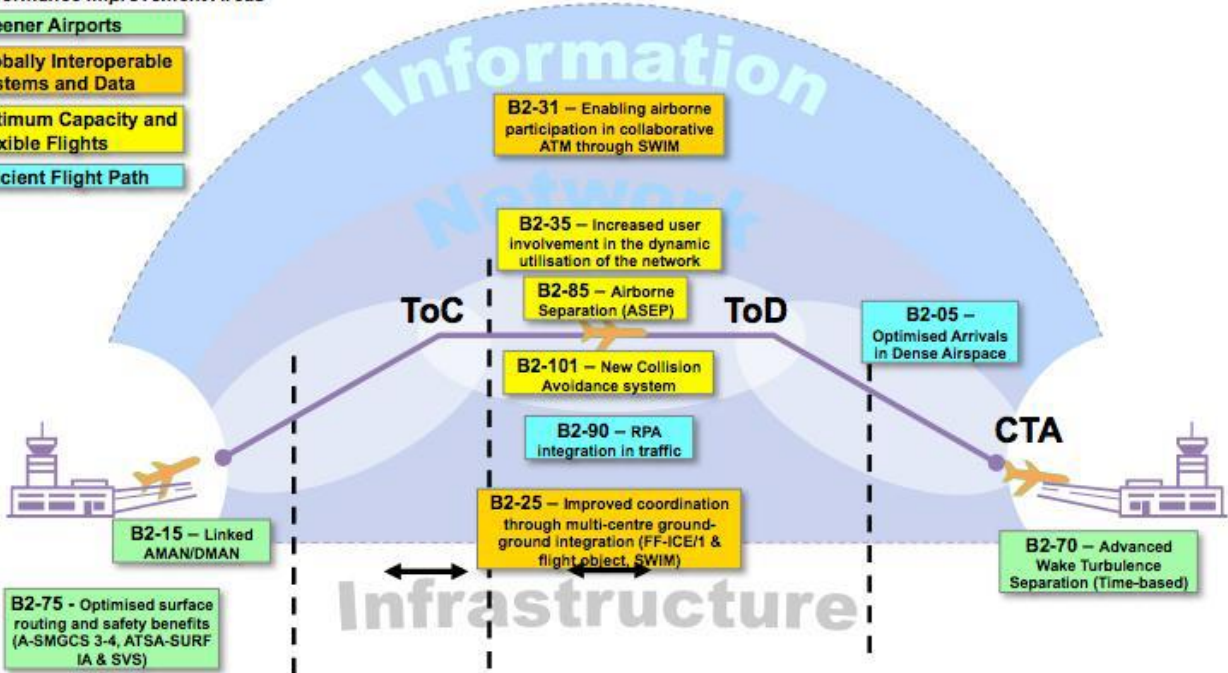 formance Improvement Areas
eener Airports
obally Interoperable
stems and Data
timum Capacity and
xible Flights
icient Flight Path
Information
B2-31 – Enabling airborne
participation in collaborative
ATM through SWIM
Network
B2-35 – Increased user
involvement in the dynamic
utilisation of the network
B2-85 – Airborne
Separation (ASEP)
ToC
ToD
B2-05 –
Optimised Arrivals
in Dense Airspace
B2-101 – New Collision
Avoidance system
B2-90 – RPA
integration in traffic
CTA
B2-25 – Improved coordination
through multi-centre ground-
ground integration (FF-ICE/1 &
flight object, SWIM)
B2-15 – Linked
AMAN/DMAN
B2-70 – Advanced
Wake Turbulence
Separation (Time-based)
Infrastructure
B2-75 - Optimised surface
routing and safety benefits
(A-SMGCS 3-4, ATSA-SURF
IA & SVS)